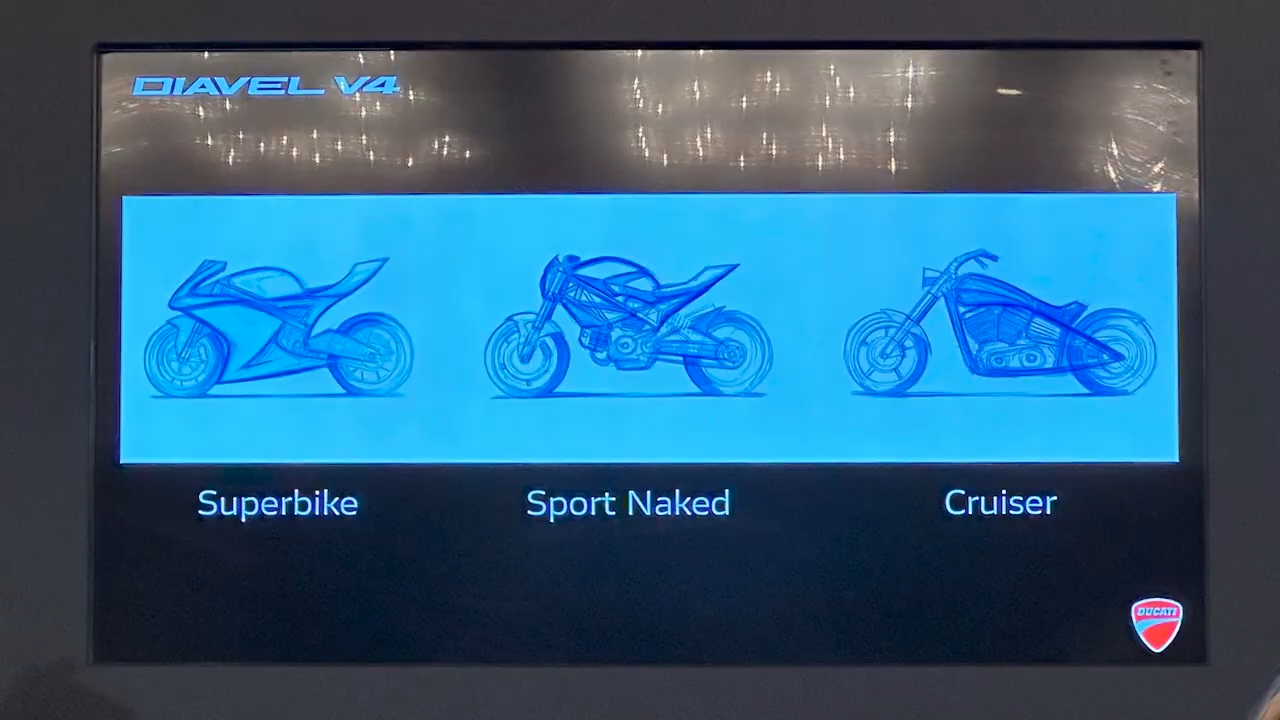 DIAVEL V4
Superbike
Sport Naked
Cruiser
DUCATI